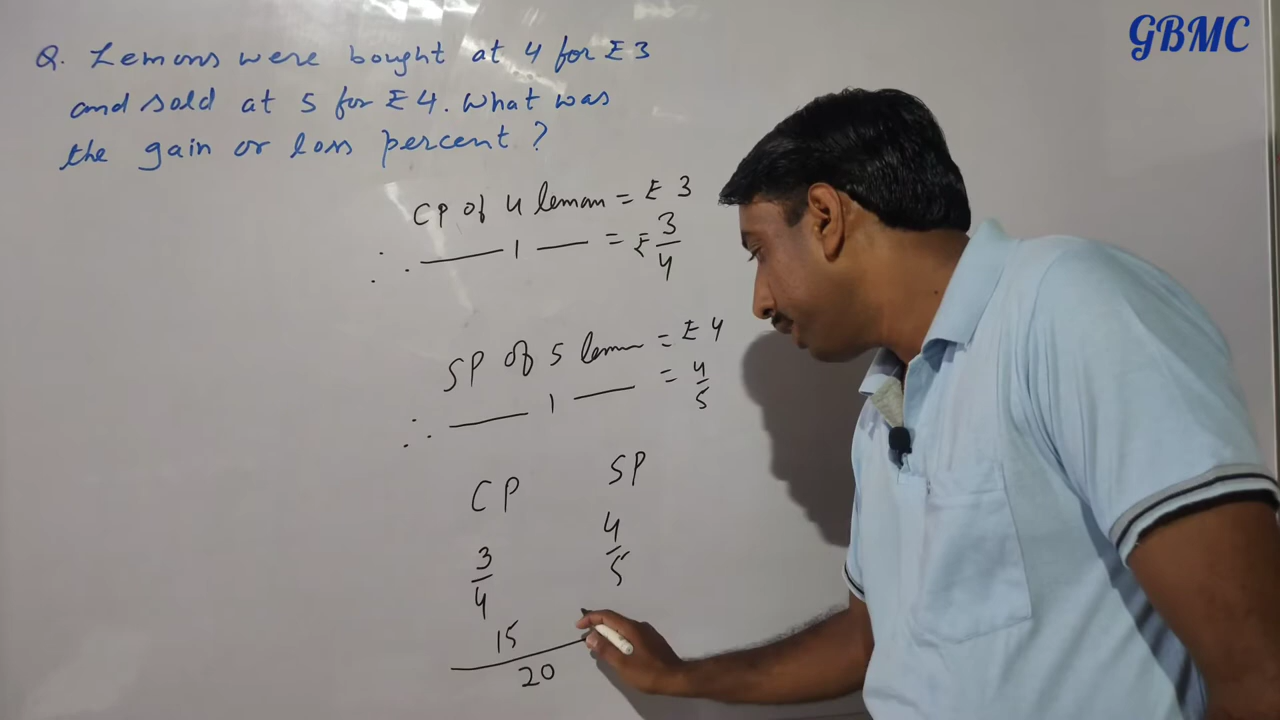 GBMC
Q. Lemons were bought at 4 for ₹3
and sold at 5 for ₹4. What was
the gain or loss percent?
CP of 4 lemon = ₹ 3
∴ —— 1 —— = ₹ 3/4
SP of 5 lemon = ₹ 4
∴ —— 1 —— = 4/5
CP SP
3/4 4/5
15
20